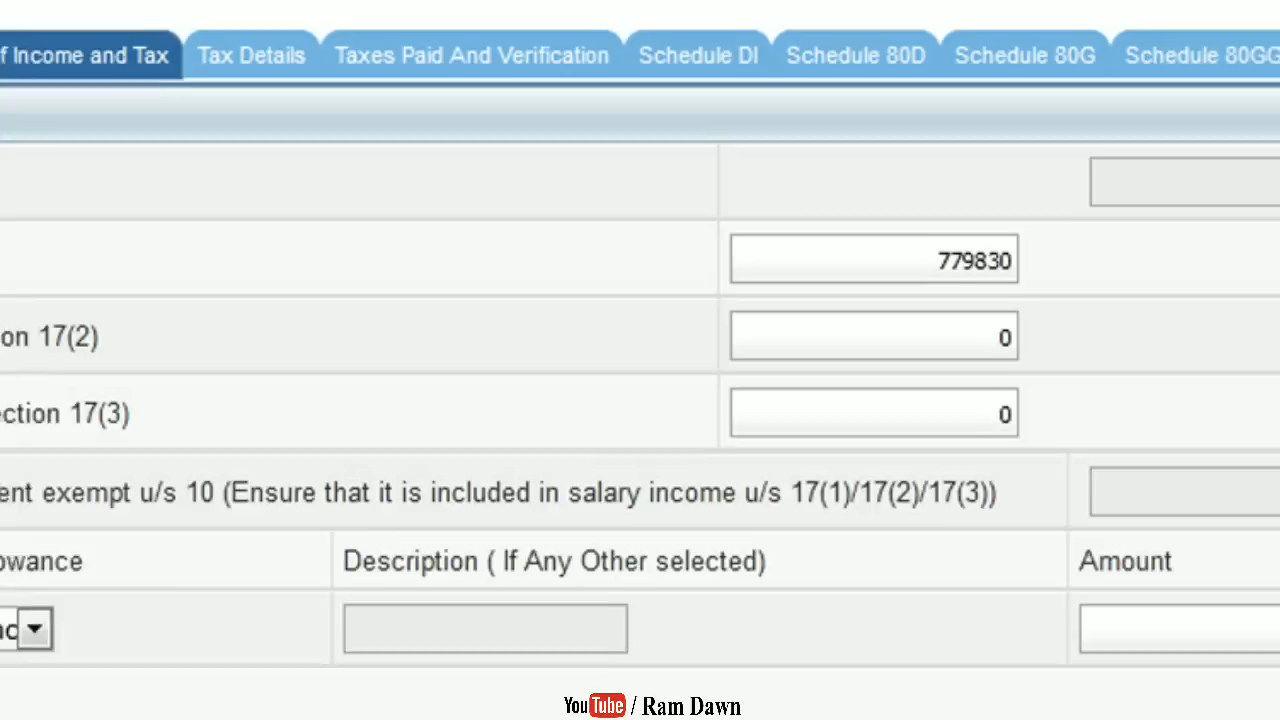 f Income and Tax Tax Details Taxes Paid And Verification Schedule DI Schedule 80D Schedule 80G Schedule 80GG
779830
on 17(2) 0
ction 17(3) 0
ent exempt u/s 10 (Ensure that it is included in salary income u/s 17(1)/17(2)/17(3))
owance Description ( If Any Other selected) Amount
YouTube / Ram Dawn